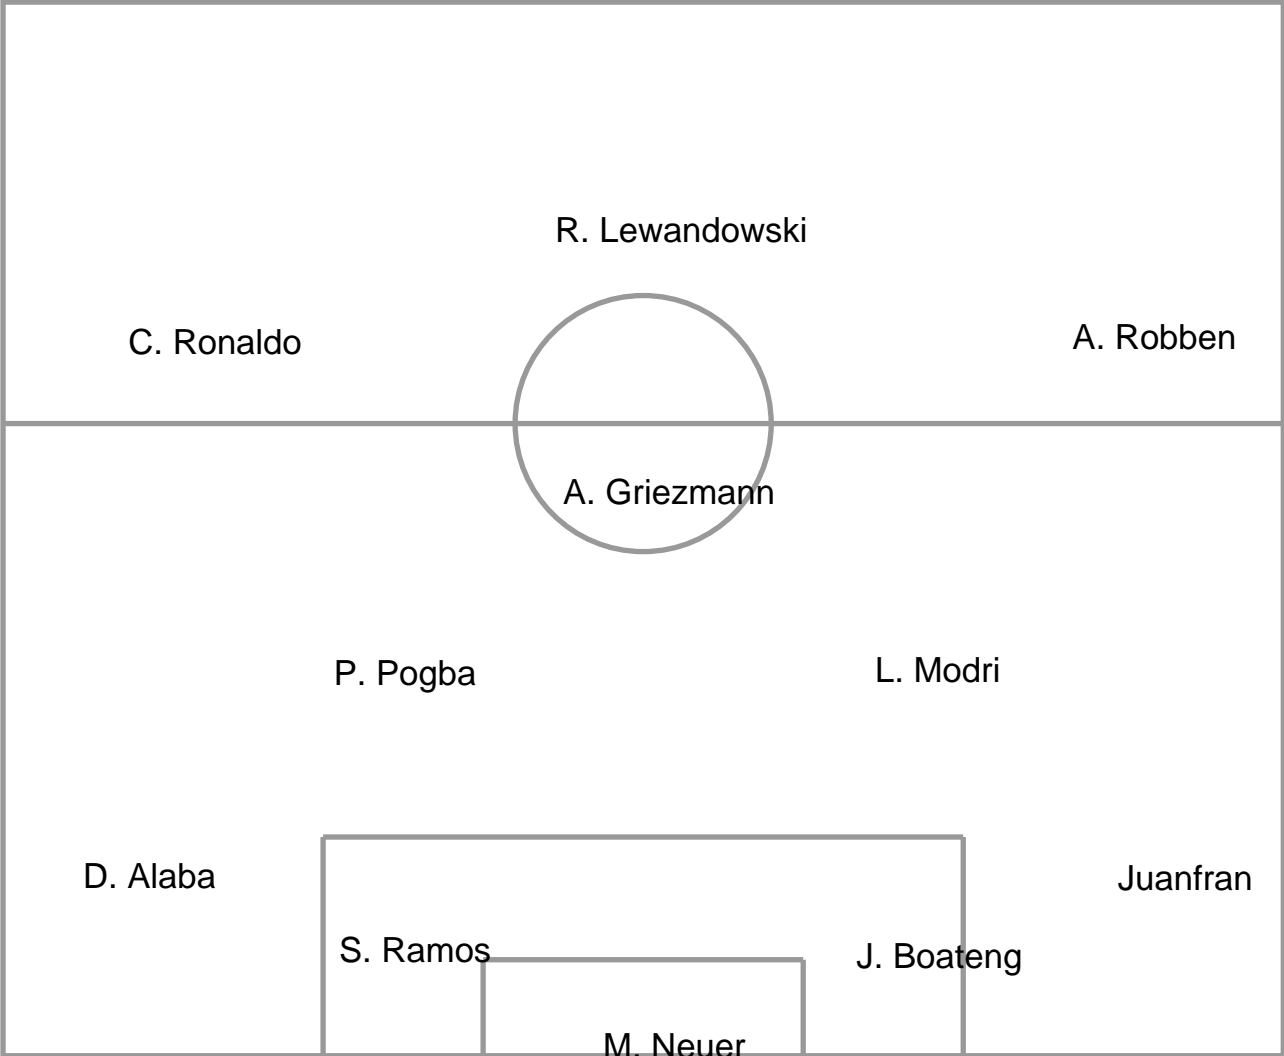 R. Lewandowski
C. Ronaldo
A. Robben
A. Griezmann
P. Pogba
L. Modri
D. Alaba
Juanfran
S. Ramos
J. Boateng
M. Neuer